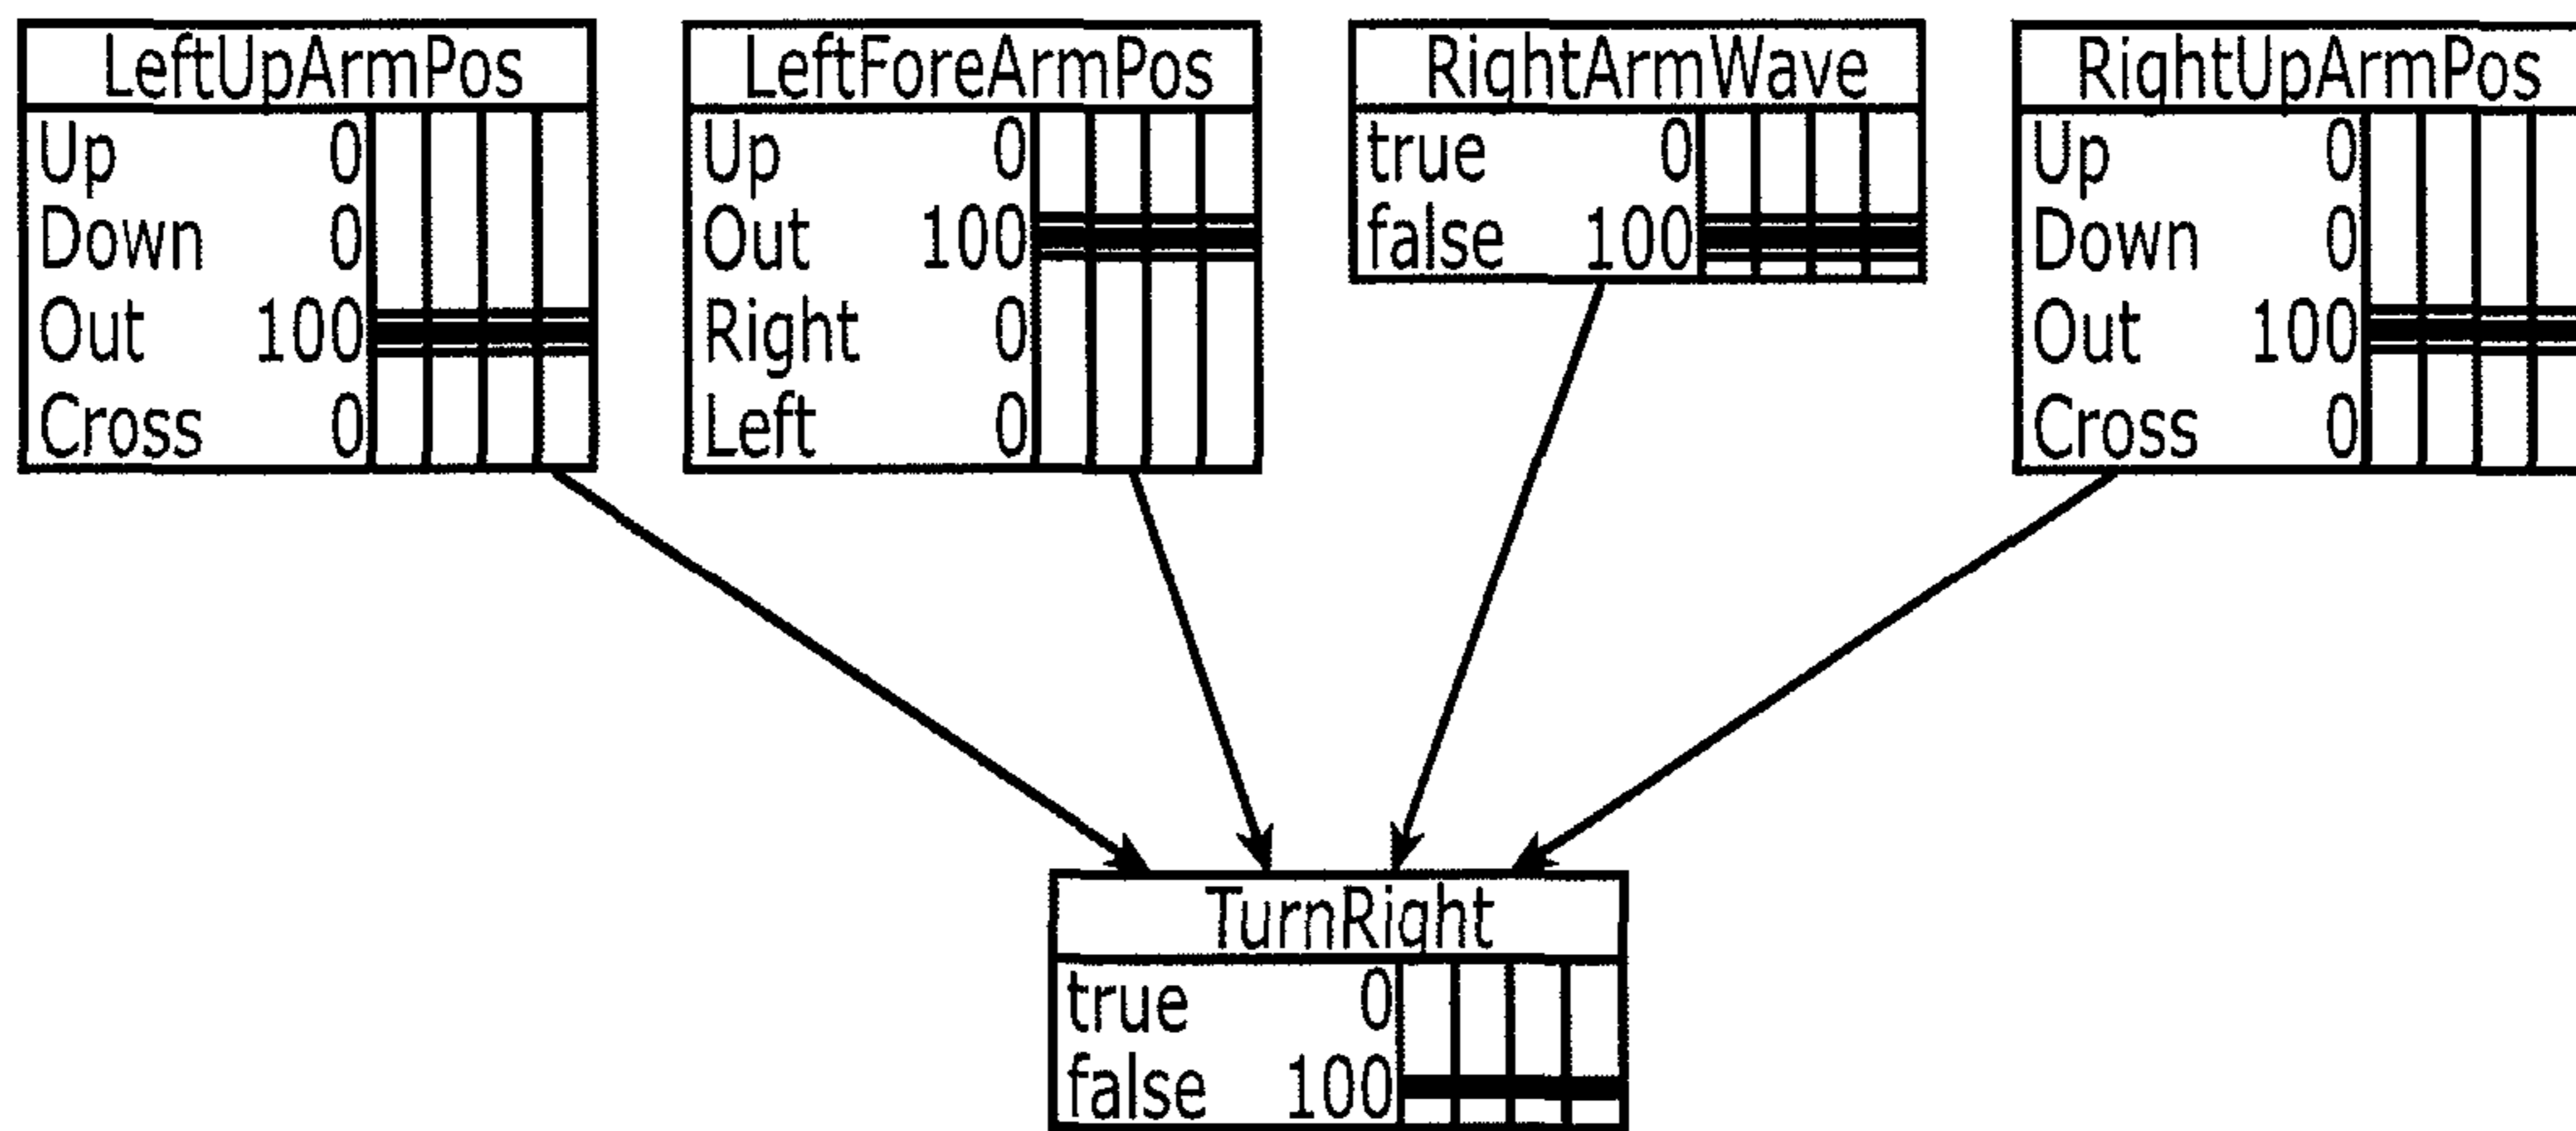 LeftUpArmPos
Up 0
Down 0
Out 100
Cross 0
LeftForeArmPos
Up 0
Out 100
Right 0
Left 0
RightArmWave
true 0
false 100
RightUpArmPos
Up 0
Down 0
Out 100
Cross 0
TurnRight
true 0
false 100